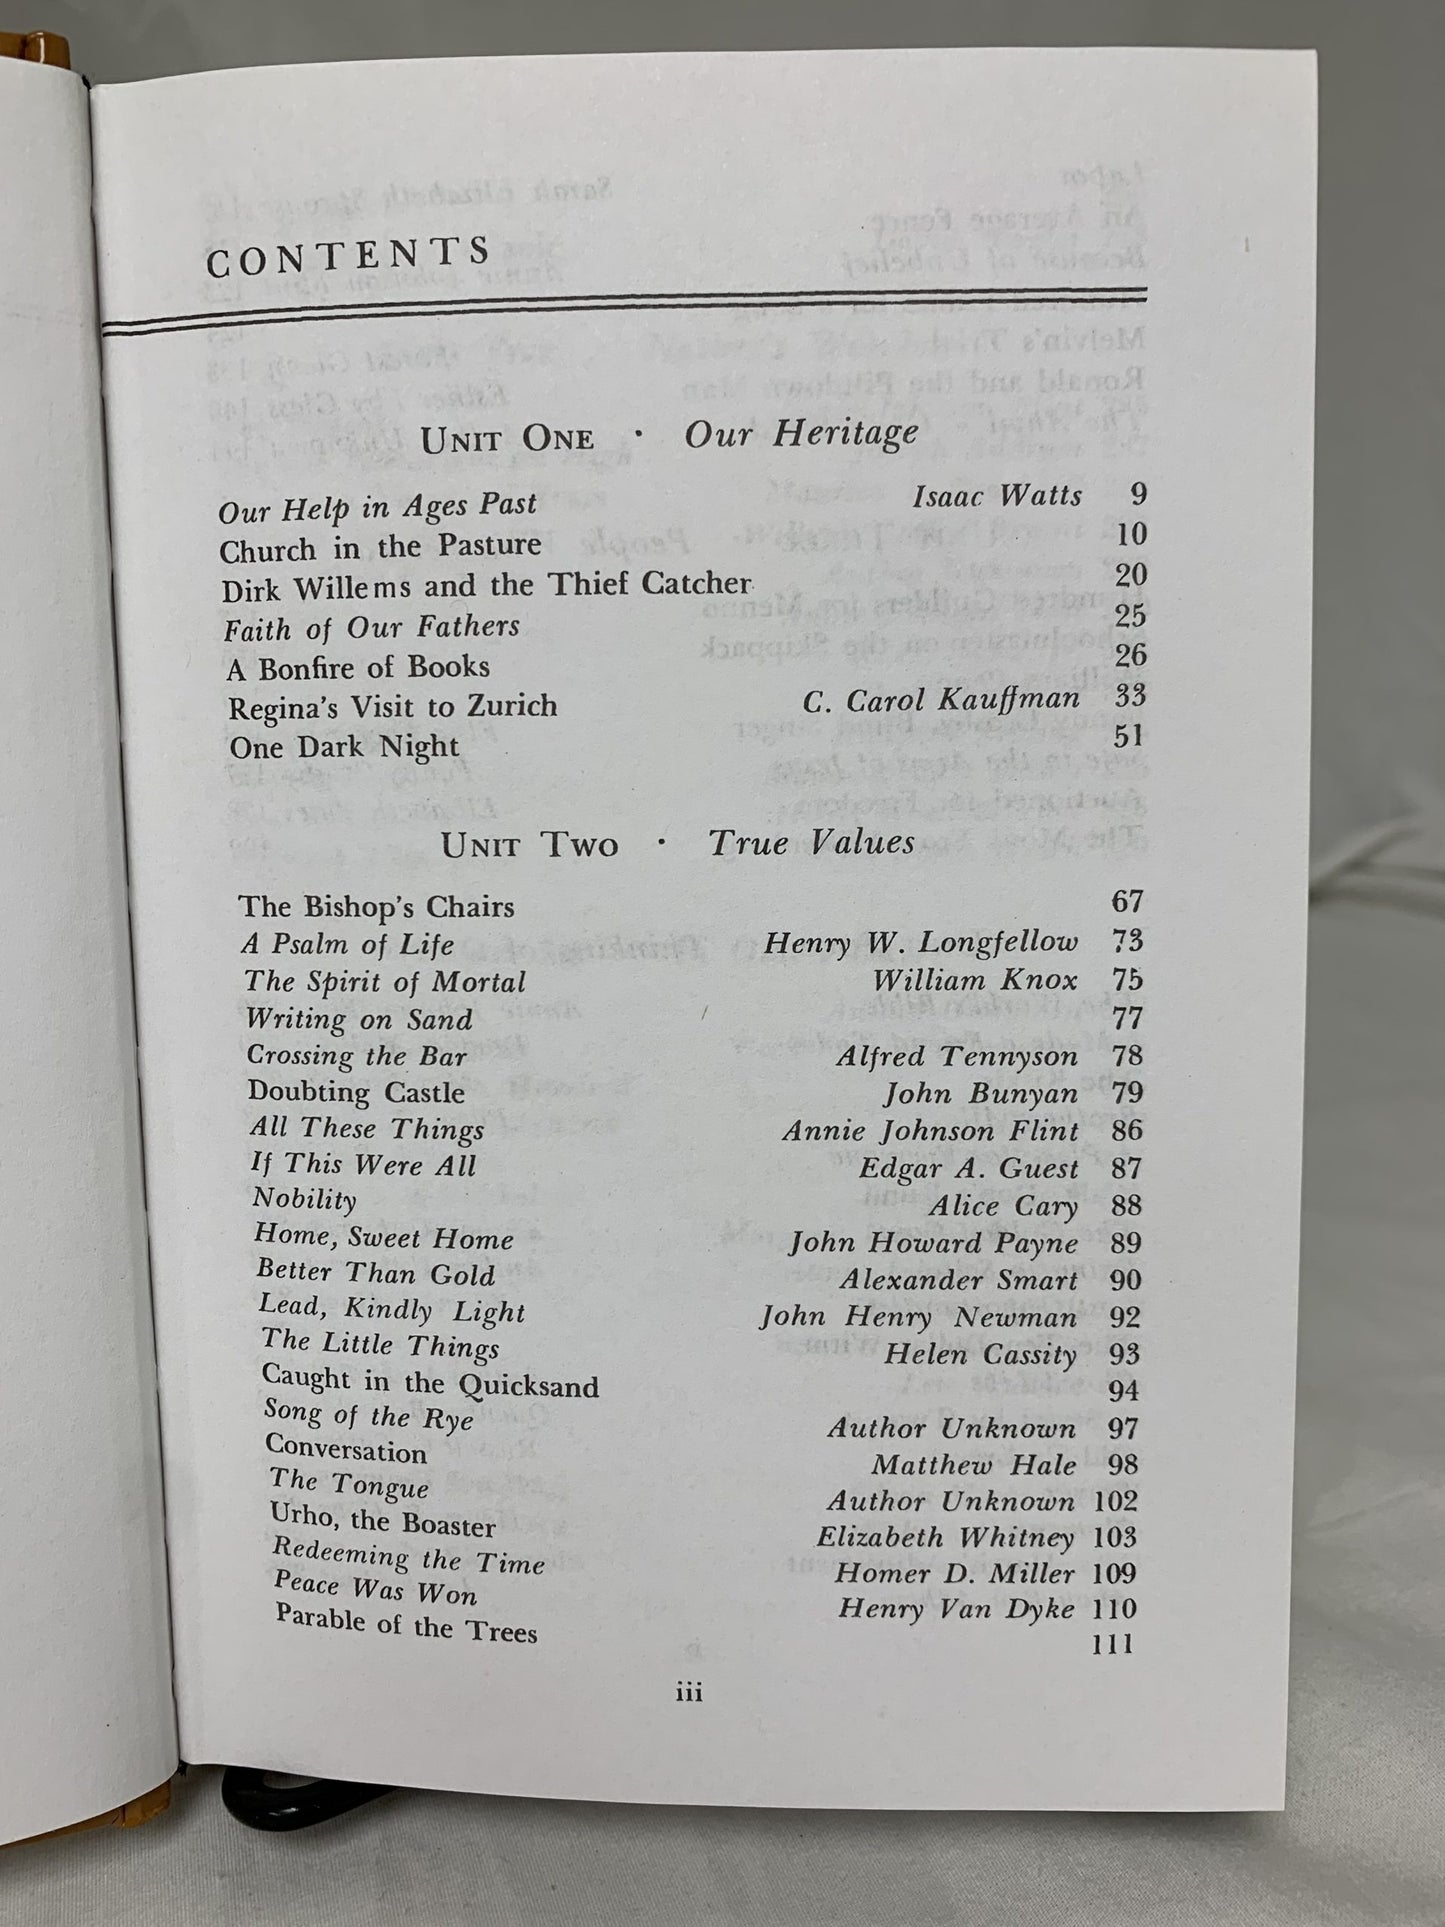 CONTENTS
UNIT ONE · Our Heritage
Our Help in Ages Past Isaac Watts 9
Church in the Pasture 10
Dirk Willems and the Thief Catcher 20
Faith of Our Fathers 25
A Bonfire of Books 26
Regina's Visit to Zurich C. Carol Kauffman 33
One Dark Night 51
UNIT TWO · True Values
The Bishop's Chairs 67
A Psalm of Life Henry W. Longfellow 73
The Spirit of Mortal William Knox 75
Writing on Sand 77
Crossing the Bar Alfred Tennyson 78
Doubting Castle John Bunyan 79
All These Things Annie Johnson Flint 86
If This Were All Edgar A. Guest 87
Nobility Alice Cary 88
Home, Sweet Home John Howard Payne 89
Better Than Gold Alexander Smart 90
Lead, Kindly Light John Henry Newman 92
The Little Things Helen Cassity 93
Caught in the Quicksand 94
Song of the Rye Author Unknown 97
Conversation Matthew Hale 98
The Tongue Author Unknown 102
Urho, the Boaster Elizabeth Whitney 103
Redeeming the Time Homer D. Miller 109
Peace Was Won Henry Van Dyke 110
Parable of the Trees 111
iii